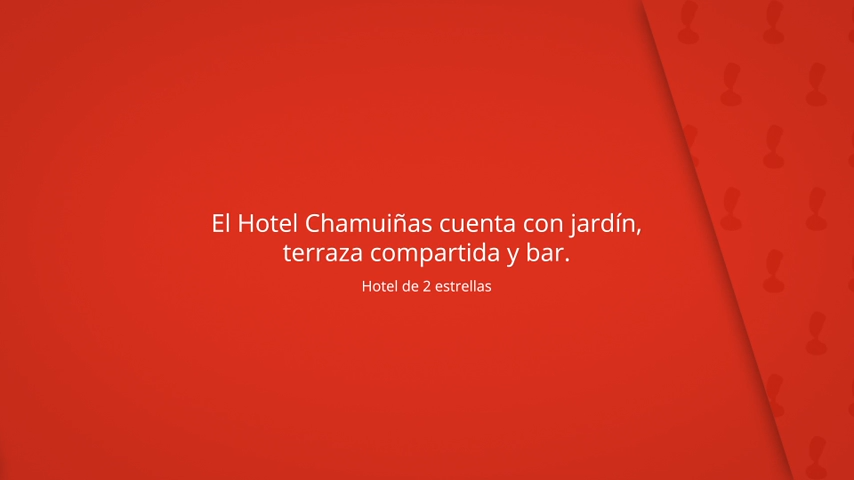 El Hotel Chamuiñas cuenta con jardín,
terraza compartida y bar.
Hotel de 2 estrellas